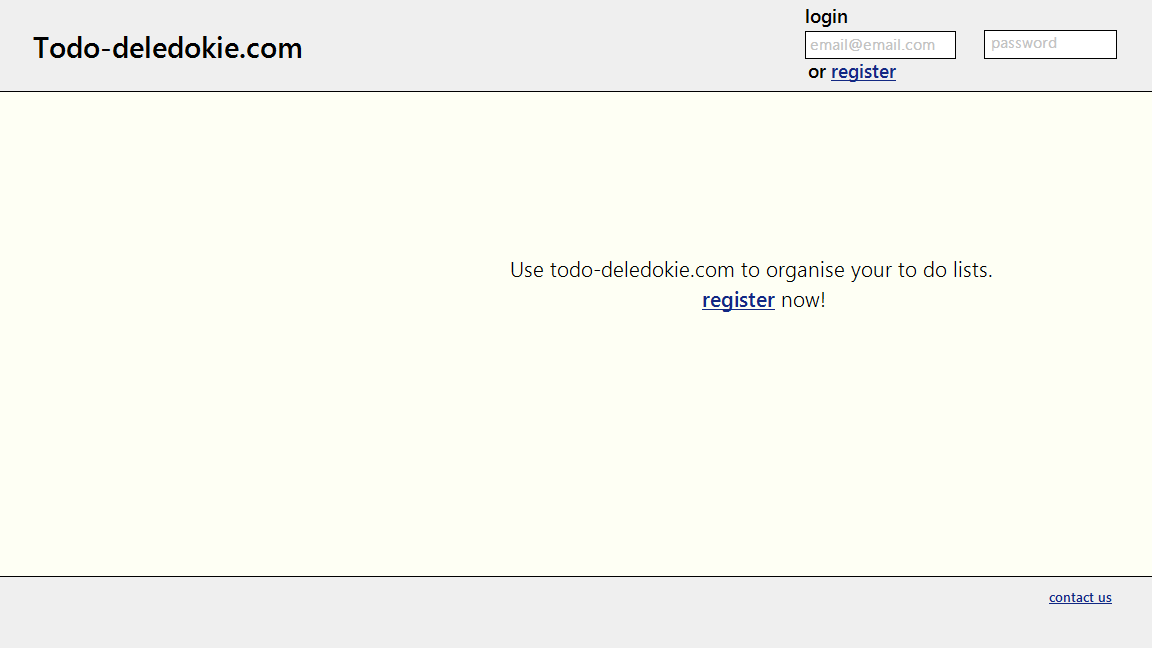 Todo-deledokie.com
login
email@email.com password
or register
Use todo-deledokie.com to organise your to do lists.
register now!
contact us